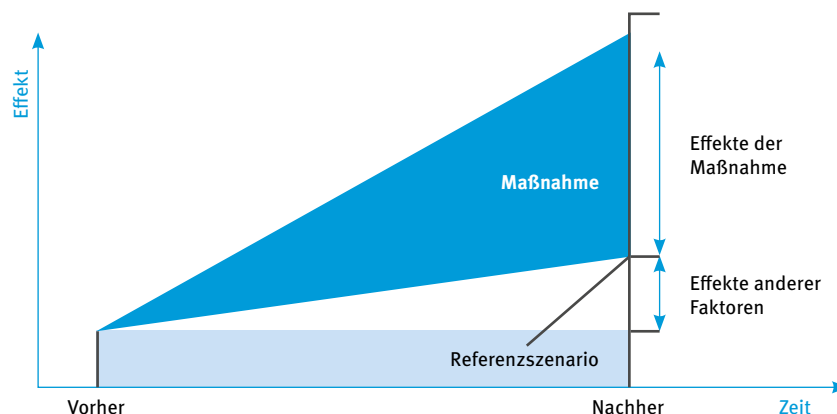 Effekt
Effekte der
Maßnahme
Maßnahme
Effekte anderer
Faktoren
Referenzszenario
Vorher
Nachher
Zeit